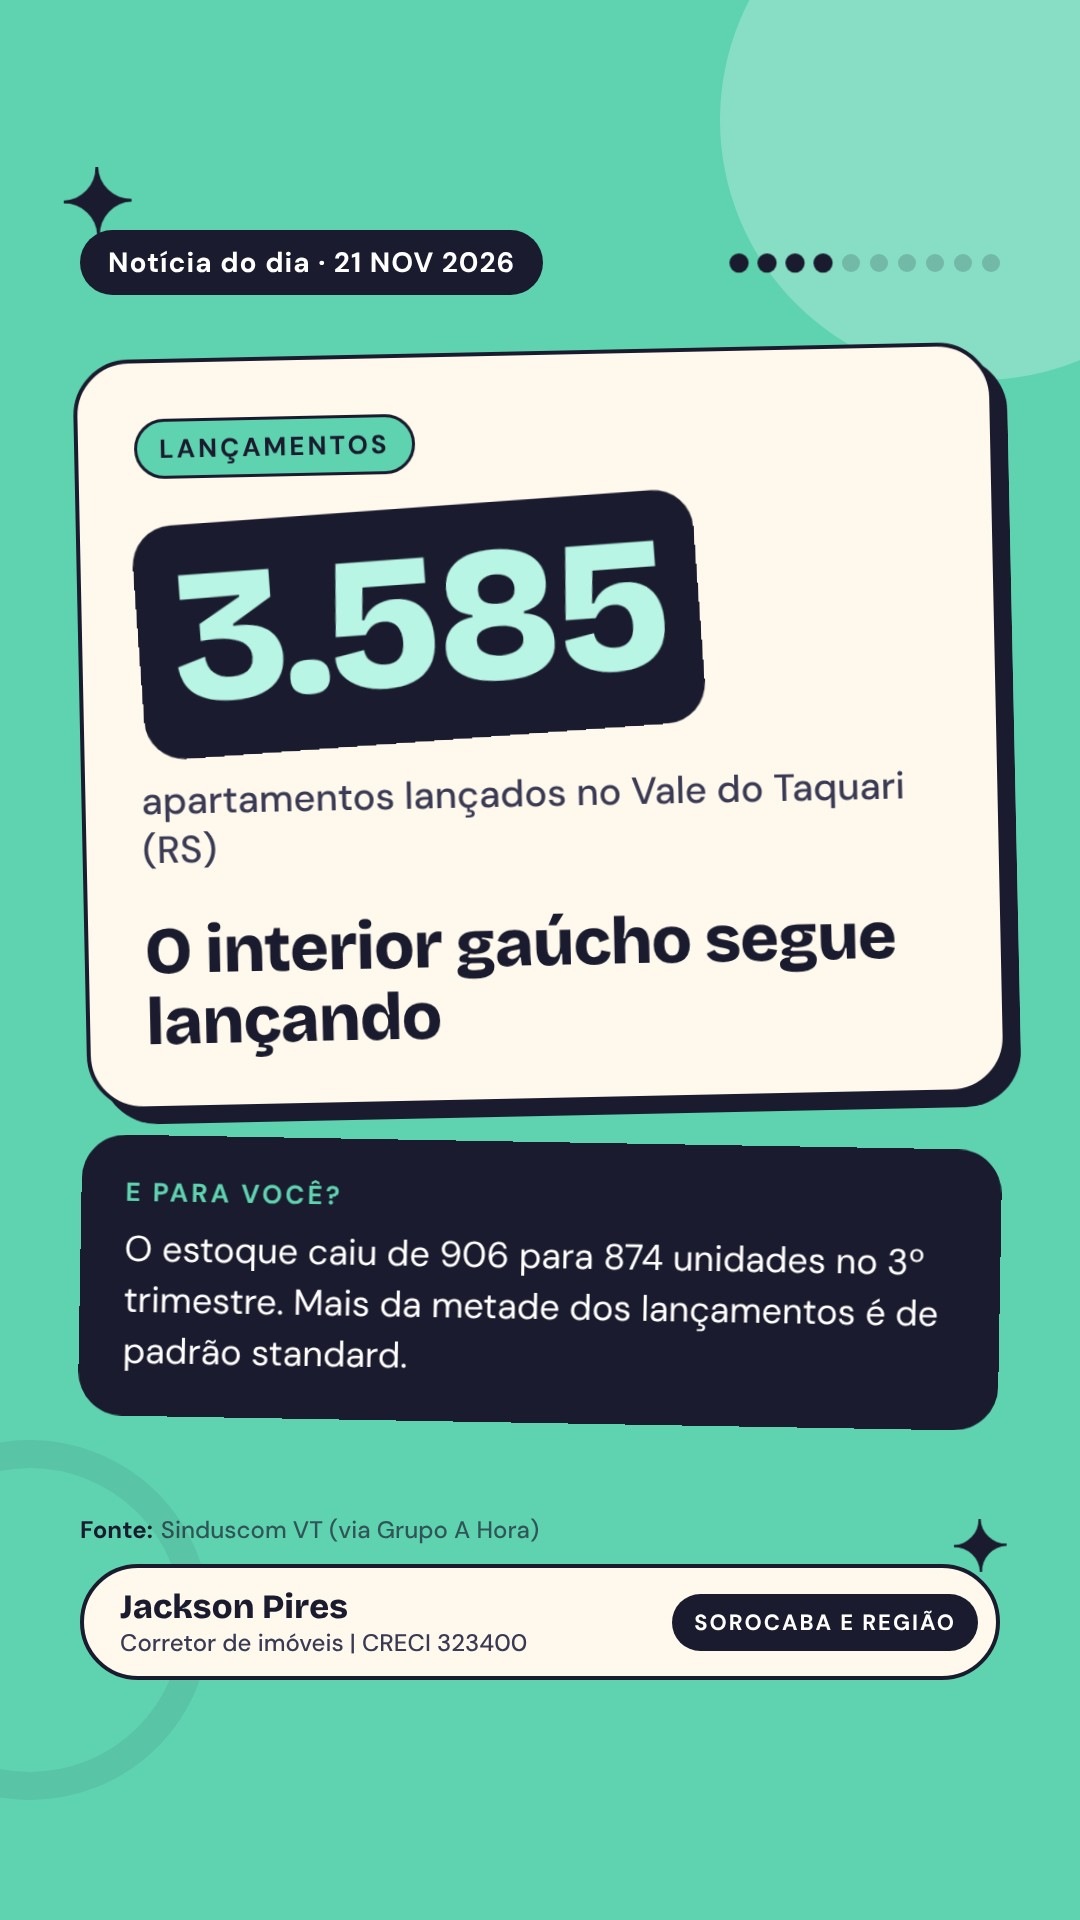 Notícia do dia · 21 NOV 2026
LANÇAMENTOS
3.585
apartamentos lançados no Vale do Taquari
(RS)
O interior gaúcho segue
lançando
E PARA VOCÊ?
O estoque caiu de 906 para 874 unidades no 3º
trimestre. Mais da metade dos lançamentos é de
padrão standard.
Fonte: Sinduscom VT (via Grupo A Hora)
Jackson Pires
Corretor de imóveis | CRECI 323400
SOROCABA E REGIÃO